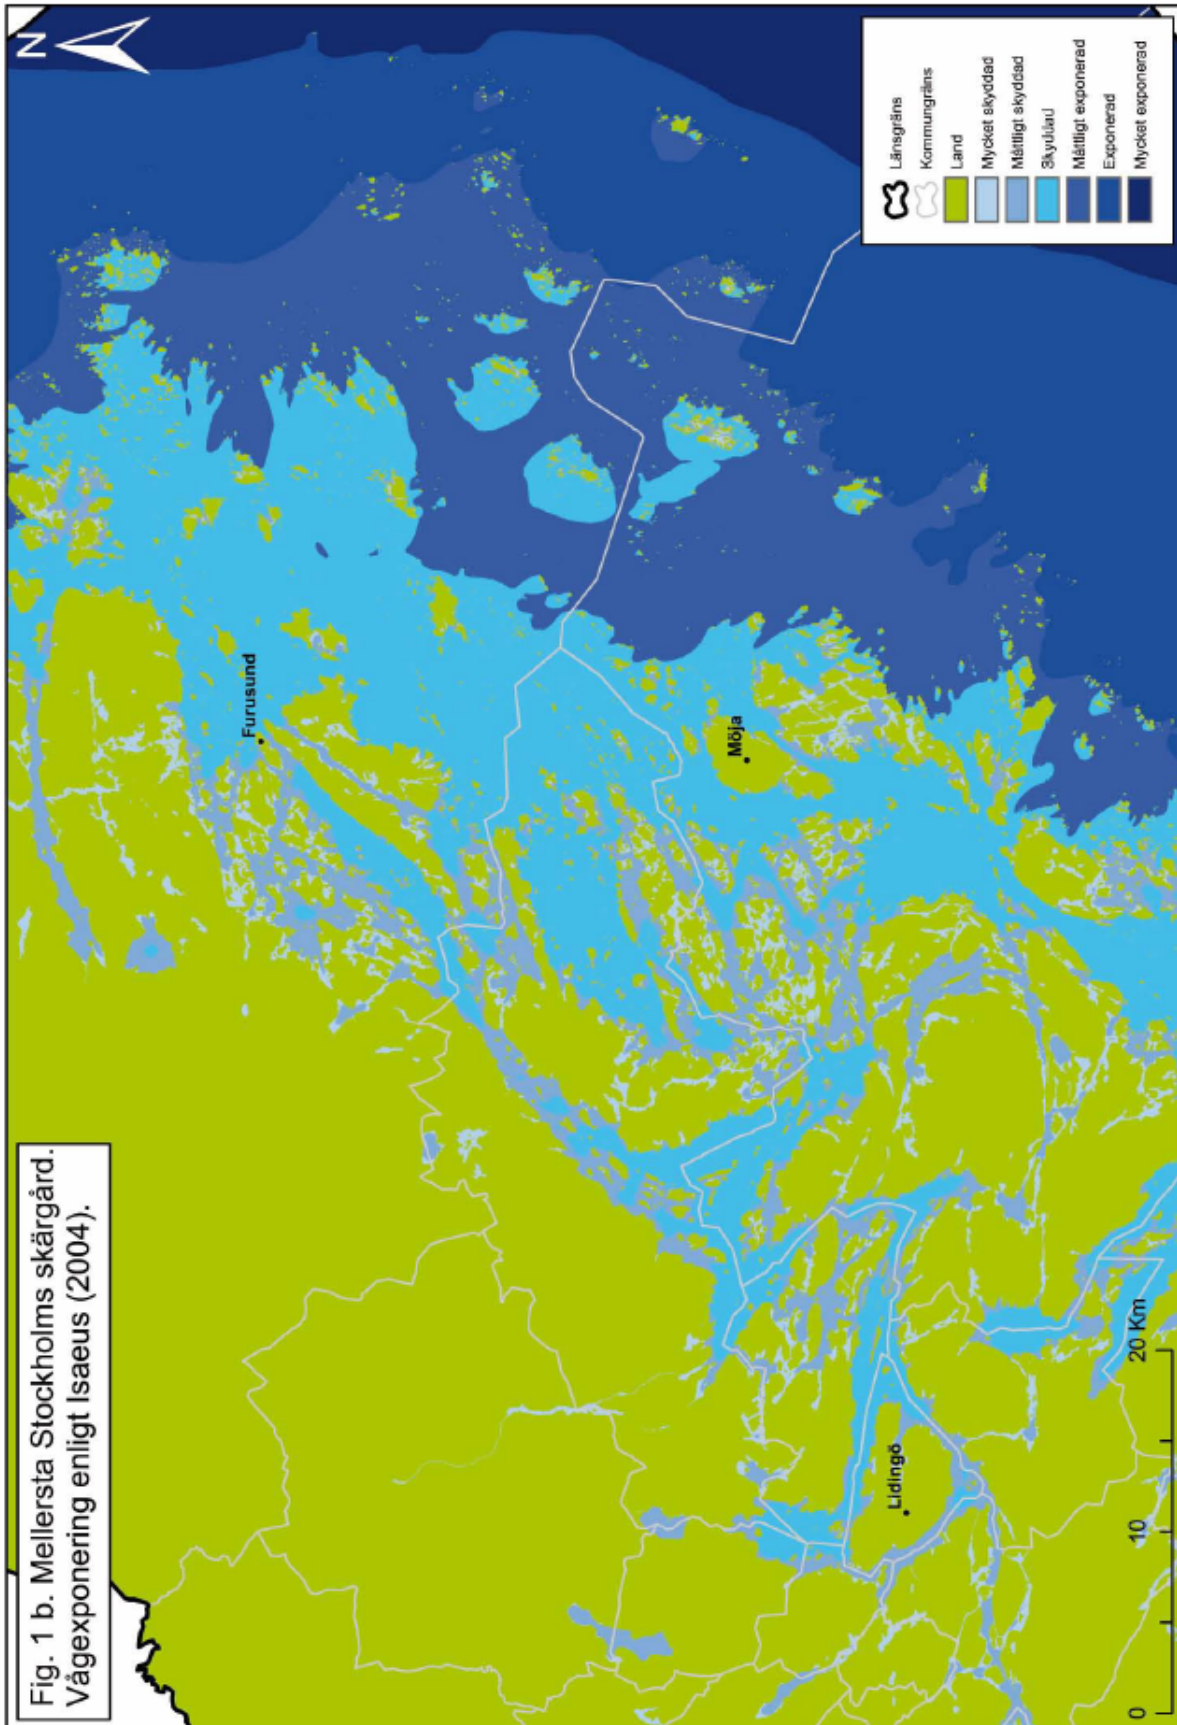 Fig. 1 b. Mellersta Stockholms skärgård.
Vågexponering enligt Isaeus (2004).
N
Furusund
Möja
Lidingö
Länsgräns
Kommungräns
Land
Mycket skyddad
Måttligt skyddad
Skyddad
Måttligt exponerad
Exponerad
Mycket exponerad
0 10 20 Km